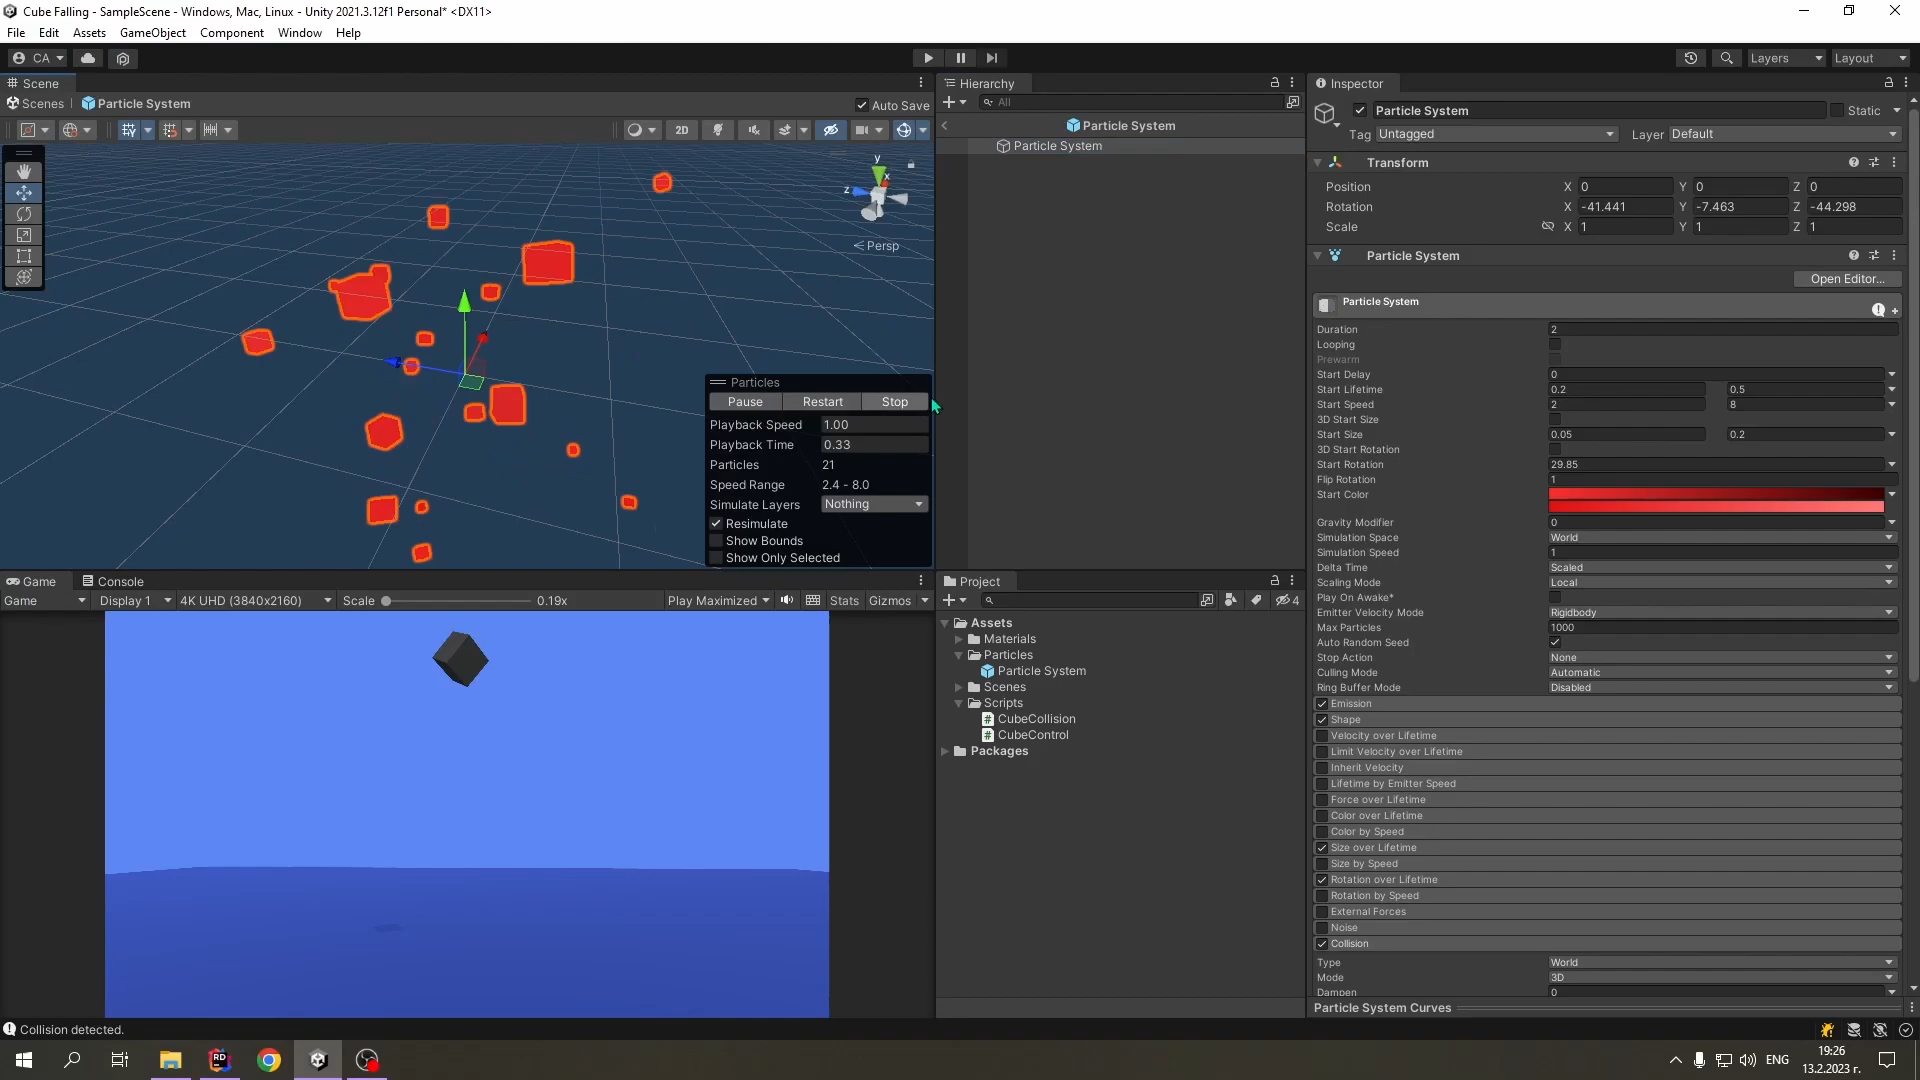 Cube Falling - SampleScene - Windows, Mac, Linux - Unity 2021.3.12f1 Personal* <DX11>
File Edit Assets GameObject Component Window Help
CA
Layers
Layout
Scene
Scenes
Particle System
Auto Save
2D
y
x
z
Persp
Particles
Pause Restart Stop
Playback Speed 1.00
Playback Time 0.33
Particles 21
Speed Range 2.4 - 8.0
Simulate Layers Nothing
Resimulate
Show Bounds
Show Only Selected
Hierarchy
All
Particle System
Particle System
Game Console
Game Display 1 4K UHD (3840x2160) Scale 0.19x Play Maximized Stats Gizmos
Project
4
Assets
Materials
Particles
Particle System
Scenes
Scripts
CubeCollision
CubeControl
Packages
Inspector
Particle System Static
Tag Untagged Layer Default
Transform
Position X 0 Y 0 Z 0
Rotation X -41.441 Y -7.463 Z -44.298
Scale X 1 Y 1 Z 1
Particle System
Open Editor...
Particle System
Duration 2
Looping
Prewarm
Start Delay 0
Start Lifetime 0.2 0.5
Start Speed 2 8
3D Start Size
Start Size 0.05 0.2
3D Start Rotation
Start Rotation 29.85
Flip Rotation 1
Start Color
Gravity Modifier 0
Simulation Space World
Simulation Speed 1
Delta Time Scaled
Scaling Mode Local
Play On Awake*
Emitter Velocity Mode Rigidbody
Max Particles 1000
Auto Random Seed
Stop Action None
Culling Mode Automatic
Ring Buffer Mode Disabled
Emission
Shape
Velocity over Lifetime
Limit Velocity over Lifetime
Inherit Velocity
Lifetime by Emitter Speed
Force over Lifetime
Color over Lifetime
Color by Speed
Size over Lifetime
Size by Speed
Rotation over Lifetime
Rotation by Speed
External Forces
Noise
Collision
Type World
Mode 3D
Dampen 0
Particle System Curves
Collision detected.
RD
ENG
19:26
13.2.2023 г.